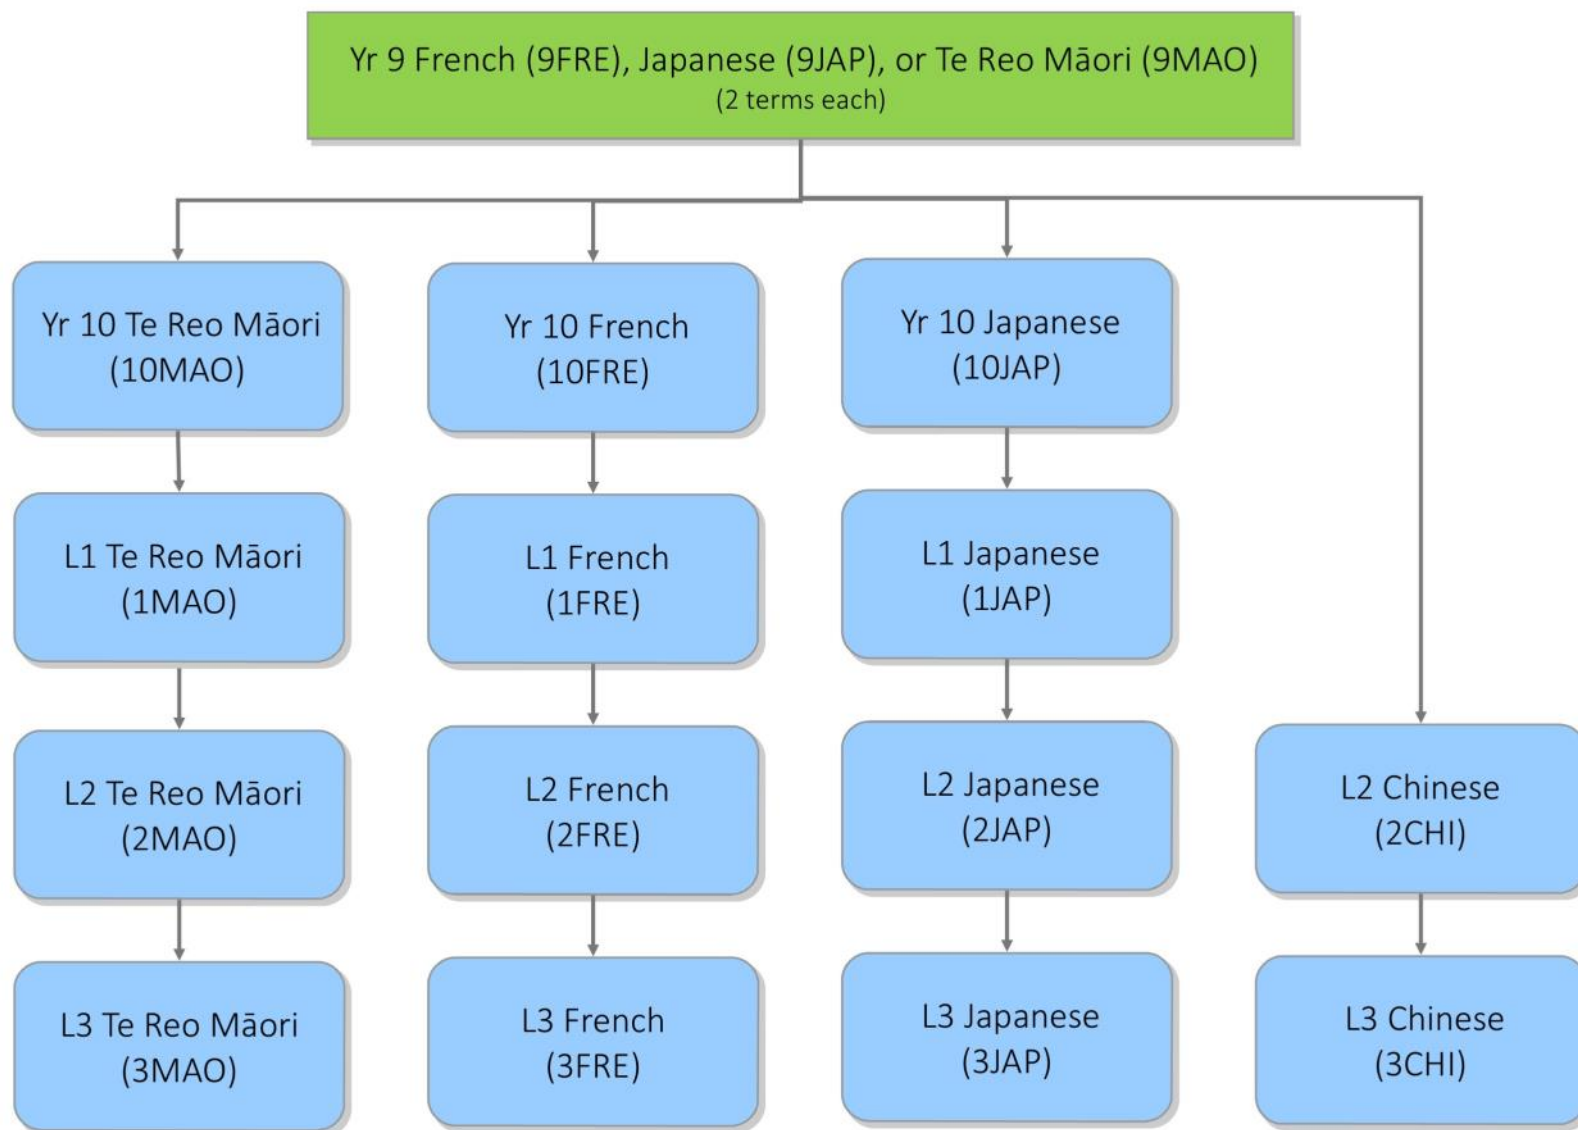 Yr 9 French (9FRE), Japanese (9JAP), or Te Reo Māori (9MAO)
(2 terms each)
Yr 10 Te Reo Māori
(10MAO)
Yr 10 French
(10FRE)
Yr 10 Japanese
(10JAP)
L1 Te Reo Māori
(1MAO)
L1 French
(1FRE)
L1 Japanese
(1JAP)
L2 Te Reo Māori
(2MAO)
L2 French
(2FRE)
L2 Japanese
(2JAP)
L2 Chinese
(2CHI)
L3 Te Reo Māori
(3MAO)
L3 French
(3FRE)
L3 Japanese
(3JAP)
L3 Chinese
(3CHI)